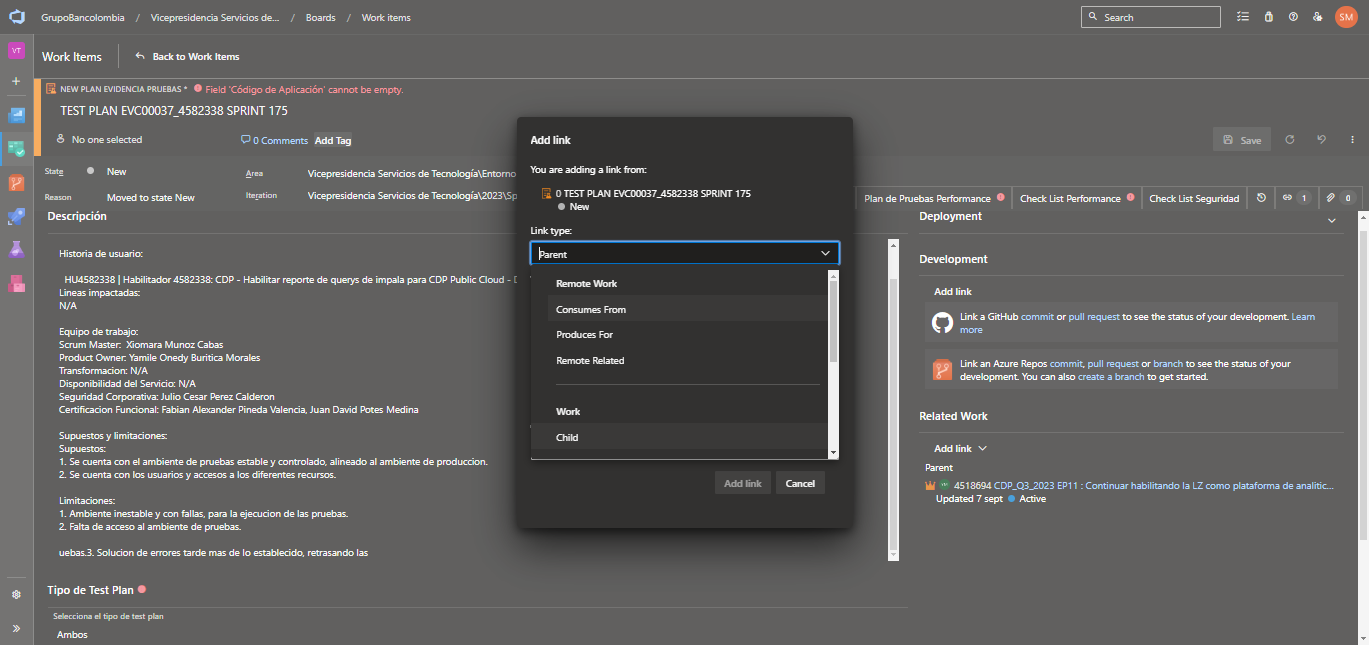 GrupoBancolombia / Vicepresidencia Servicios de... / Boards / Work items
Search
SM
VT
Work Items
Back to Work Items
NEW PLAN EVIDENCIA PRUEBAS * Field 'Código de Aplicación' cannot be empty.
TEST PLAN EVC00037_4582338 SPRINT 175
No one selected
0 Comments
Add Tag
Save
State
New
Area
Vicepresidencia Servicios de Tecnología\Entorno
Reason
Moved to state New
Iteration
Vicepresidencia Servicios de Tecnología\2023\Sp
Plan de Pruebas Performance
Check List Performance
Check List Seguridad
1
0
Descripción
Historia de usuario:
HU4582338 | Habilitador 4582338: CDP - Habilitar reporte de querys de impala para CDP Public Cloud - D
Lineas impactadas:
N/A
Equipo de trabajo:
Scrum Master: Xiomara Munoz Cabas
Product Owner: Yamile Onedy Buritica Morales
Transformacion: N/A
Disponibilidad del Servicio: N/A
Seguridad Corporativa: Julio Cesar Perez Calderon
Certificacion Funcional: Fabian Alexander Pineda Valencia, Juan David Potes Medina
Supuestos y limitaciones:
Supuestos:
1. Se cuenta con el ambiente de pruebas estable y controlado, alineado al ambiente de produccion.
2. Se cuenta con los usuarios y accesos a los diferentes recursos.
Limitaciones:
1. Ambiente inestable y con fallas, para la ejecucion de las pruebas.
2. Falta de acceso al ambiente de pruebas.
uebas.3. Solucion de errores tarde mas de lo establecido, retrasando las
Tipo de Test Plan
Selecciona el tipo de test plan
Ambos
Add link
You are adding a link from:
0 TEST PLAN EVC00037_4582338 SPRINT 175
New
Link type:
Parent
Remote Work
Consumes From
Produces For
Remote Related
Work
Child
Add link
Cancel
Deployment
Development
Add link
Link a GitHub commit or pull request to see the status of your development. Learn
more
Link an Azure Repos commit, pull request or branch to see the status of your
development. You can also create a branch to get started.
Related Work
Add link
Parent
4518694 CDP_Q3_2023 EP11 : Continuar habilitando la LZ como plataforma de analitic...
Updated 7 sept Active